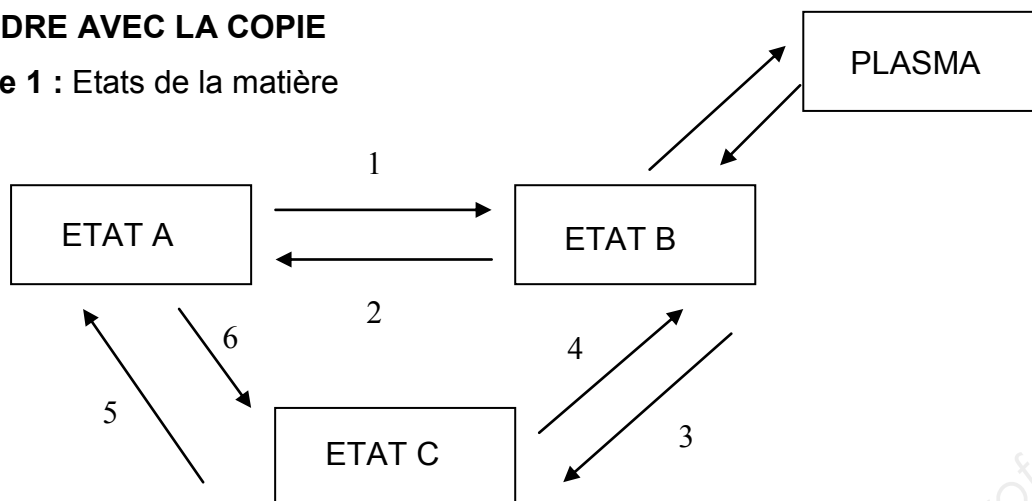 DRE AVEC LA COPIE
PLASMA
e 1 : Etats de la matière
1
ETAT A
ETAT B
2
6
4
5
3
ETAT C